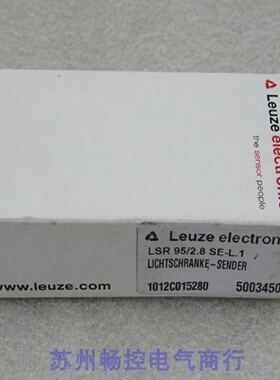 Leuze electronic
the sensor people
Leuze electron
LSR 95/2.8 SE-L.1
LICHTSCHRANKE-SENDER
1012C015280 5003450
www.leuze.com
苏州畅控电气商行